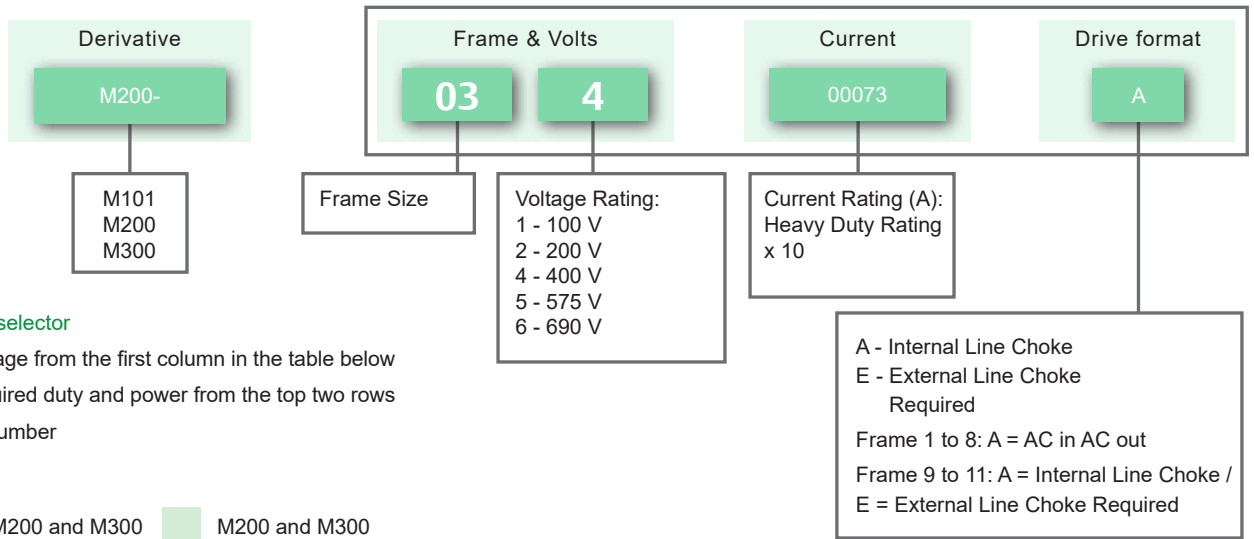 Derivative
Frame & Volts
Current
Drive format
M200-
03
4
00073
A
M101
M200
M300
Frame Size
Voltage Rating:
1 - 100 V
2 - 200 V
4 - 400 V
5 - 575 V
6 - 690 V
Current Rating (A):
Heavy Duty Rating
x 10
A - Internal Line Choke
E - External Line Choke
Required
Frame 1 to 8: A = AC in AC out
Frame 9 to 11: A = Internal Line Choke /
E = External Line Choke Required
selector
from the first column in the table below
duty and power from the top two rows
M200 and M300
M200 and M300